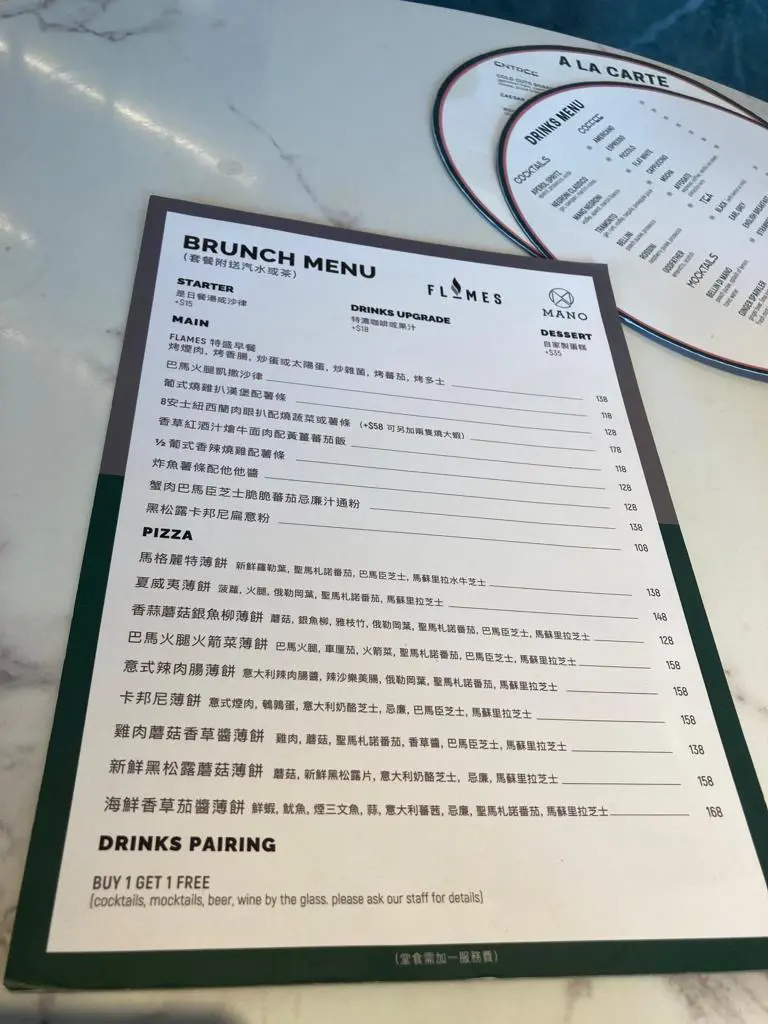 A LA CARTE
ENTRÉE
DRINKS MENU
COFFEE
AMERICANO
ESPRESSO
PICCOLO
FLAT WHITE
CAPPUCCINO
MOCHA
AFFOGATO
TEA
EARL GREY
COCKTAILS
APEROL SPRITZ
NEGRONI CLASSICO
MANO NEGRONI
TRAMONTO
BELLINI
ROSSINI
GODFATHER
MOCKTAILS
BELLINI DI MANO
GINGER SPARKLER
BRUNCH MENU
(套餐附送汽水或茶)
FLAMES
MANO
STARTER
是日餐湯或沙律
+$15
DRINKS UPGRADE
特濃咖啡或果汁
+$18
DESSERT
自家製蛋糕
+$35
MAIN
FLAMES 特盛早餐
烤煙肉, 烤香腸, 炒蛋或太陽蛋, 炒雜菌, 烤蕃茄, 烤多士 138
巴馬火腿凱撒沙律 118
葡式燒雞扒漢堡配薯條 128
8安士紐西蘭肉眼扒配燒蔬菜或薯條 (+$58 可另加兩隻燒大蝦) 178
香草紅酒汁燴牛面肉配黃薑蕃茄飯 118
½ 葡式香辣燒雞配薯條 128
炸魚薯條配他他醬 128
蟹肉巴馬臣芝士脆脆蕃茄忌廉汁通粉 138
黑松露卡邦尼扁意粉 108
PIZZA
馬格麗特薄餅 新鮮羅勒葉, 聖馬札諾番茄, 巴馬臣芝士, 馬蘇里拉水牛芝士 138
夏威夷薄餅 菠蘿, 火腿, 俄勒岡葉, 聖馬札諾番茄, 馬蘇里拉芝士 148
香蒜蘑菇銀魚柳薄餅 蘑菇, 銀魚柳, 雅枝竹, 俄勒岡葉, 聖馬札諾番茄, 巴馬臣芝士, 馬蘇里拉芝士 128
巴馬火腿火箭菜薄餅 巴馬火腿, 車厘茄, 火箭菜, 聖馬札諾番茄, 巴馬臣芝士, 馬蘇里拉芝士 158
意式辣肉腸薄餅 意大利辣肉腸醬, 辣沙樂美腸, 俄勒岡葉, 聖馬札諾番茄, 馬蘇里拉芝士 158
卡邦尼薄餅 意式煙肉, 鵪鶉蛋, 意大利奶酪芝士, 忌廉, 巴馬臣芝士, 馬蘇里拉芝士 158
雞肉蘑菇香草醬薄餅 雞肉, 蘑菇, 聖馬札諾番茄, 香草醬, 巴馬臣芝士, 馬蘇里拉芝士 138
新鮮黑松露蘑菇薄餅 蘑菇, 新鮮黑松露片, 意大利奶酪芝士, 忌廉, 馬蘇里拉芝士 158
海鮮香草茄醬薄餅 鮮蝦, 魷魚, 煙三文魚, 蒜, 意大利蕃茜, 忌廉, 聖馬札諾番茄, 馬蘇里拉芝士 168
DRINKS PAIRING
BUY 1 GET 1 FREE
(cocktails, mocktails, beer, wine by the glass. please ask our staff for details)
(堂食需加一服務費)